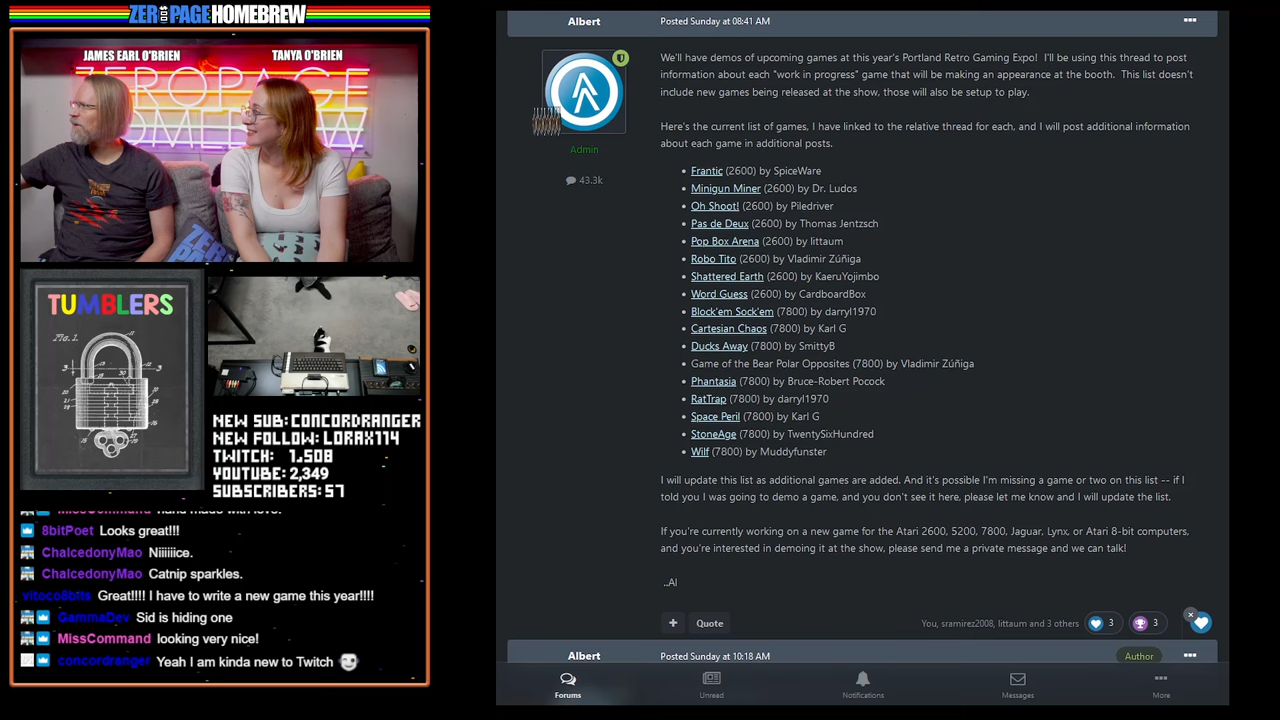 ZEROPAGE HOMEBREW
JAMES EARL O'BRIEN
TANYA O'BRIEN
ZEROPAGE
HOMEBREW
TUMBLERS
Fig. 1.
NEW SUB:CONCORDRANGER
NEW FOLLOW: LORAX114
TWITCH: 1,508
YOUTUBE: 2,349
SUBSCRIBERS: 57
MissCommand hand made with love.
8bitPoet Looks great!!!
ChalcedonyMao Niiiiiice.
ChalcedonyMao Catnip sparkles.
vitoco8bits Great!!!! I have to write a new game this year!!!!
GammaDev Sid is hiding one
MissCommand looking very nice!
concordranger Yeah I am kinda new to Twitch
Albert Posted Sunday at 08:41 AM
Admin
43.3k
We'll have demos of upcoming games at this year's Portland Retro Gaming Expo! I'll be using this thread to post
information about each "work in progress" game that will be making an appearance at the booth. This list doesn't
include new games being released at the show, those will also be setup to play.
Here's the current list of games, I have linked to the relative thread for each, and I will post additional information
about each game in additional posts.
• Frantic (2600) by SpiceWare
• Minigun Miner (2600) by Dr. Ludos
• Oh Shoot! (2600) by Piledriver
• Pas de Deux (2600) by Thomas Jentzsch
• Pop Box Arena (2600) by littaum
• Robo Tito (2600) by Vladimir Zúñiga
• Shattered Earth (2600) by KaeruYojimbo
• Word Guess (2600) by CardboardBox
• Block'em Sock'em (7800) by darryl1970
• Cartesian Chaos (7800) by Karl G
• Ducks Away (7800) by SmittyB
• Game of the Bear Polar Opposites (7800) by Vladimir Zúñiga
• Phantasia (7800) by Bruce-Robert Pocock
• RatTrap (7800) by darryl1970
• Space Peril (7800) by Karl G
• StoneAge (7800) by TwentySixHundred
• Wilf (7800) by Muddyfunster
I will update this list as additional games are added. And it's possible I'm missing a game or two on this list -- if I
told you I was going to demo a game, and you don't see it here, please let me know and I will update the list.
If you're currently working on a new game for the Atari 2600, 5200, 7800, Jaguar, Lynx, or Atari 8-bit computers,
and you're interested in demoing it at the show, please send me a private message and we can talk!
..Al
+ Quote
You, sramirez2008, littaum and 3 others 3 3
Albert Posted Sunday at 10:18 AM Author
Forums Unread Notifications Messages More